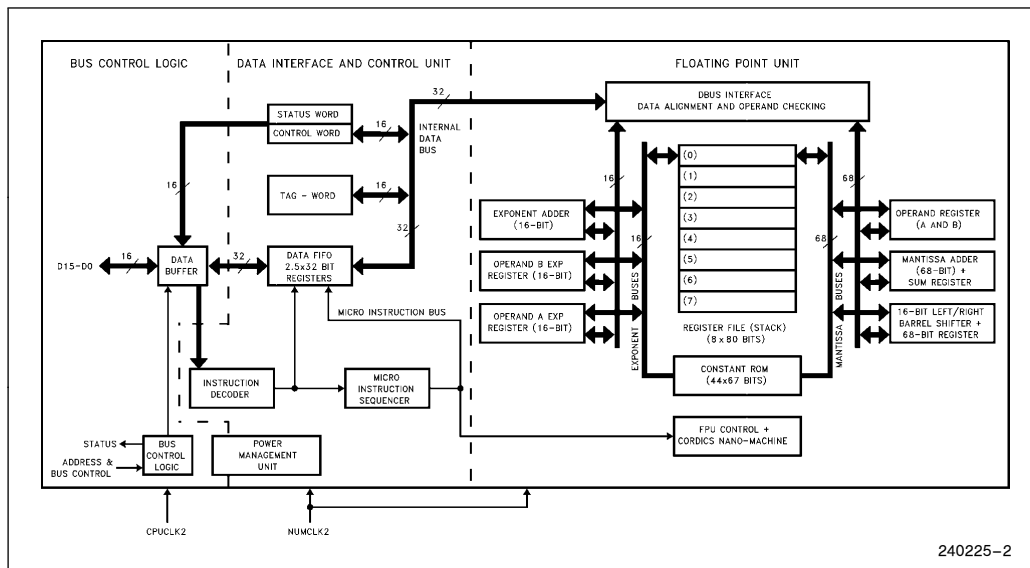 BUS CONTROL LOGIC
DATA INTERFACE AND CONTROL UNIT
FLOATING POINT UNIT
STATUS WORD
CONTROL WORD
16
INTERNAL
DATA
BUS
32
DBUS INTERFACE
DATA ALIGNMENT AND OPERAND CHECKING
16
TAG - WORD
16
32
D15-D0
16
DATA
BUFFER
32
DATA FIFO
2.5x32 BIT
REGISTERS
MICRO INSTRUCTION BUS
INSTRUCTION
DECODER
MICRO
INSTRUCTION
SEQUENCER
STATUS
ADDRESS &
BUS CONTROL
BUS
CONTROL
LOGIC
POWER
MANAGEMENT
UNIT
CPUCLK2
NUMCLK2
16
EXPONENT ADDER
(16-BIT)
OPERAND B EXP
REGISTER (16-BIT)
OPERAND A EXP
REGISTER (16-BIT)
16
EXPONENT BUSES
(0)
(1)
(2)
(3)
(4)
(5)
(6)
(7)
REGISTER FILE (STACK)
(8x80 BITS)
CONSTANT ROM
(44x67 BITS)
68
68
MANTISSA BUSES
OPERAND REGISTER
(A AND B)
MANTISSA ADDER
(68-BIT) +
SUM REGISTER
16-BIT LEFT/RIGHT
BARREL SHIFTER +
68-BIT REGISTER
FPU CONTROL +
CORDICS NANO-MACHINE
240225-2